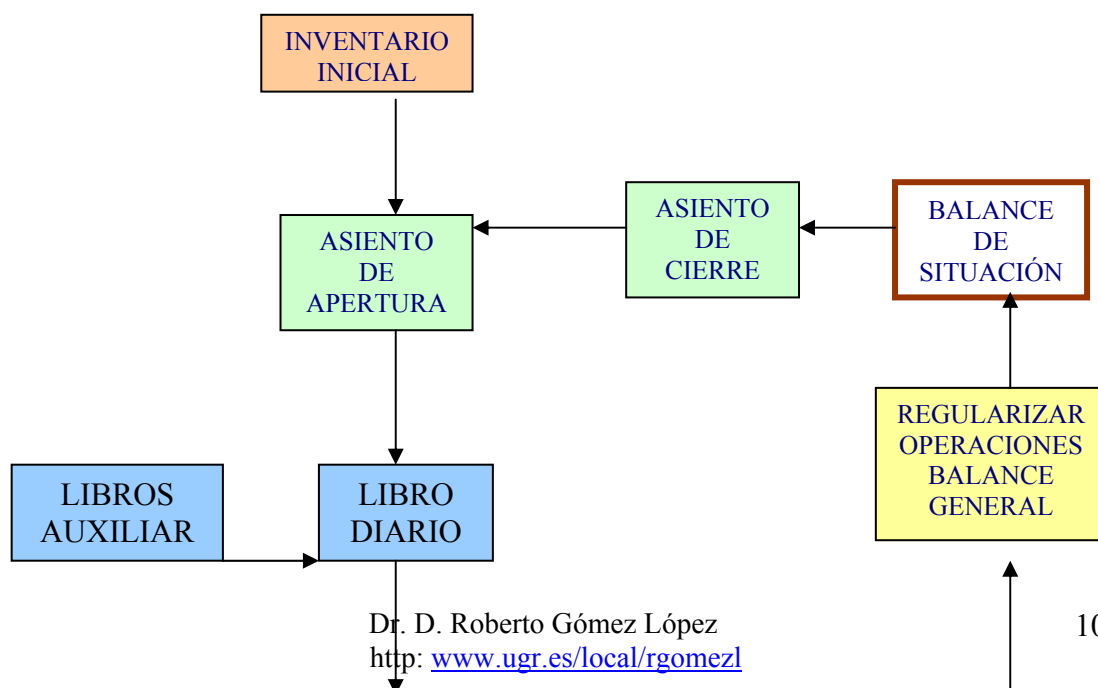 INVENTARIO
INICIAL
ASIENTO
DE
APERTURA
ASIENTO
DE
CIERRE
BALANCE
DE
SITUACIÓN
REGULARIZAR
OPERACIONES
BALANCE
GENERAL
LIBROS
AUXILIAR
LIBRO
DIARIO
Dr. D. Roberto Gómez López
10
http: www.ugr.es/local/rgomezl